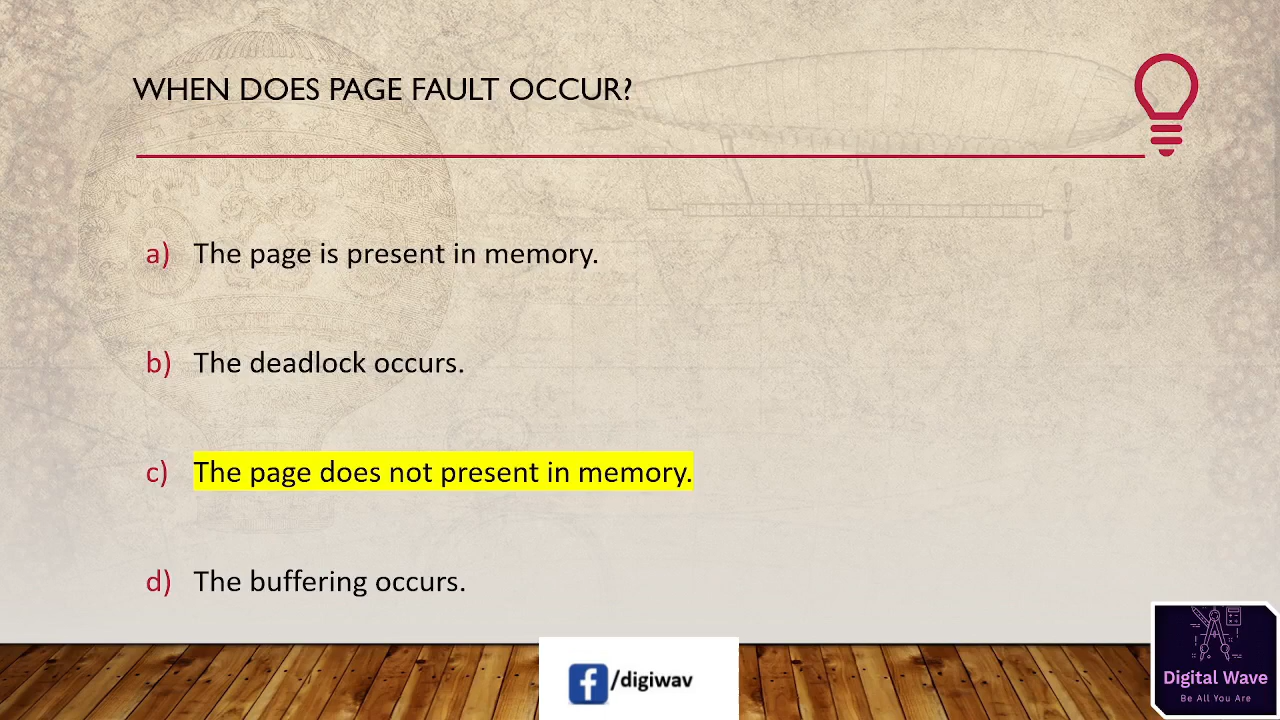 WHEN DOES PAGE FAULT OCCUR?
a) The page is present in memory.
b) The deadlock occurs.
c) The page does not present in memory.
d) The buffering occurs.
f/digiwav
Digital Wave
Be All You Are